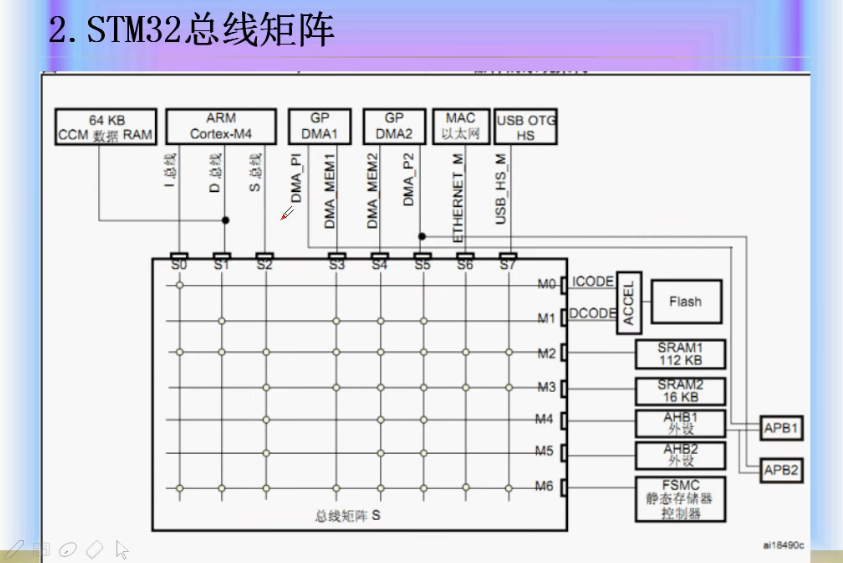 2.STM32总线矩阵
64 KB
CCM 数据 RAM
ARM
Cortex-M4
GP
DMA1
GP
DMA2
MAC
以太网
USB OTG
HS
I 总线
D 总线
S 总线
DMA_PI
DMA_MEM1
DMA_MEM2
DMA_P2
ETHERNET_M
USB_HS_M
S0
S1
S2
S3
S4
S5
S6
S7
M0
ICODE
M1
DCODE
ACCEL
Flash
M2
SRAM1
112 KB
M3
SRAM2
16 KB
M4
AHB1
外设
APB1
M5
AHB2
外设
APB2
M6
FSMC
静态存储器
控制器
总线矩阵 S
ai18490c